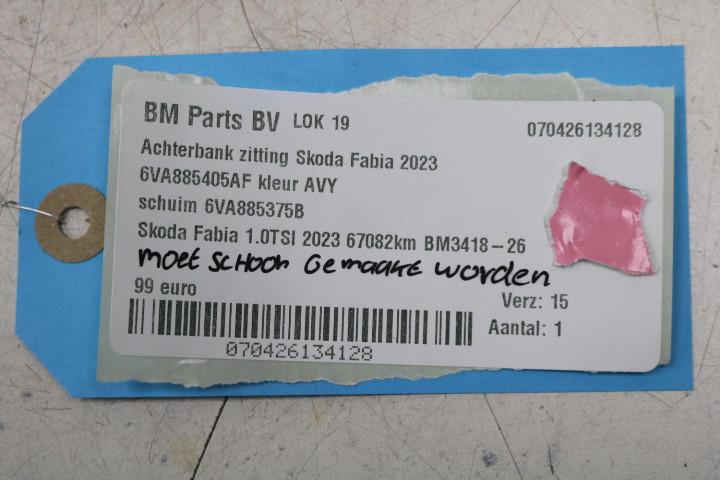 BM Parts BV LOK 19
070426134128
Achterbank zitting Skoda Fabia 2023
6VA885405AF kleur AVY
schuim 6VA885375B
Skoda Fabia 1.0TSI 2023 67082km BM3418-26
moet schoon gemaakt worden
99 euro
Verz: 15
Aantal: 1
070426134128